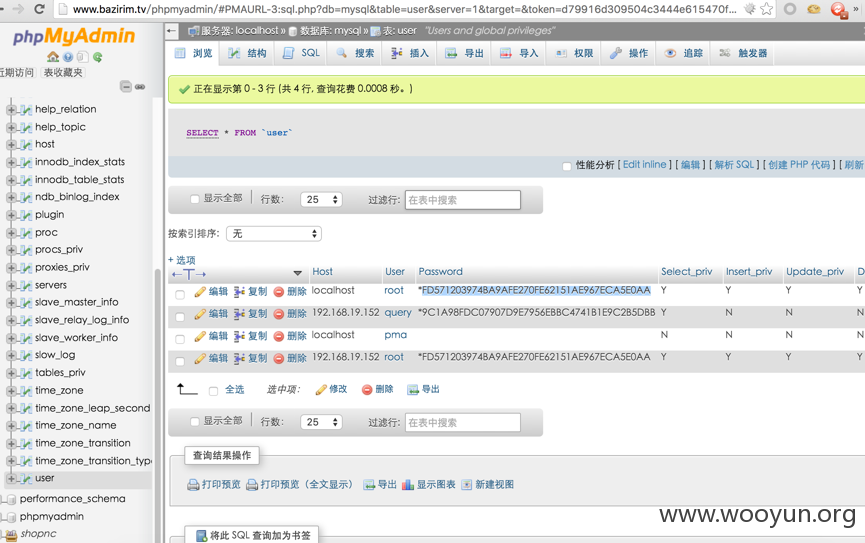 www.bazirim.tv/phpmyadmin/#PMAURL-3:sql.php?db=mysql&table=user&server=1&target=&token=d79916d309504c3444e615470f...
phpMyAdmin
近期访问 表收藏夹
help_relation
help_topic
host
innodb_index_stats
innodb_table_stats
ndb_binlog_index
plugin
proc
procs_priv
proxies_priv
servers
slave_master_info
slave_relay_log_info
slave_worker_info
slow_log
tables_priv
time_zone
time_zone_leap_second
time_zone_name
time_zone_transition
time_zone_transition_type
user
performance_schema
phpmyadmin
shopnc
服务器: localhost » 数据库: mysql » 表: user "Users and global privileges"
浏览 结构 SQL 搜索 插入 导出 导入 权限 操作 追踪 触发器
正在显示第 0 - 3 行 (共 4 行, 查询花费 0.0008 秒。)
SELECT * FROM `user`
性能分析 [ Edit inline ] [ 编辑 ] [ 解析 SQL ] [ 创建 PHP 代码 ] [ 刷新
显示全部 行数: 25 过滤行: 在表中搜索
按索引排序: 无
+ 选项
←T→ Host User Password Select_priv Insert_priv Update_priv D
编辑 复制 删除 localhost root *FD571203974BA9AFE270FE62151AE967ECA5E0AA Y Y Y Y
编辑 复制 删除 192.168.19.152 query *9C1A98FDC07907D9E7956EBBC4741B1E9C2B5DBB Y N N N
编辑 复制 删除 localhost pma N N N N
编辑 复制 删除 192.168.19.152 root *FD571203974BA9AFE270FE62151AE967ECA5E0AA Y Y Y Y
全选 选中项: 修改 删除 导出
显示全部 行数: 25 过滤行: 在表中搜索
查询结果操作
打印预览 打印预览（全文显示） 导出 显示图表 新建视图
将此 SQL 查询加为书签
www.wooyun.org